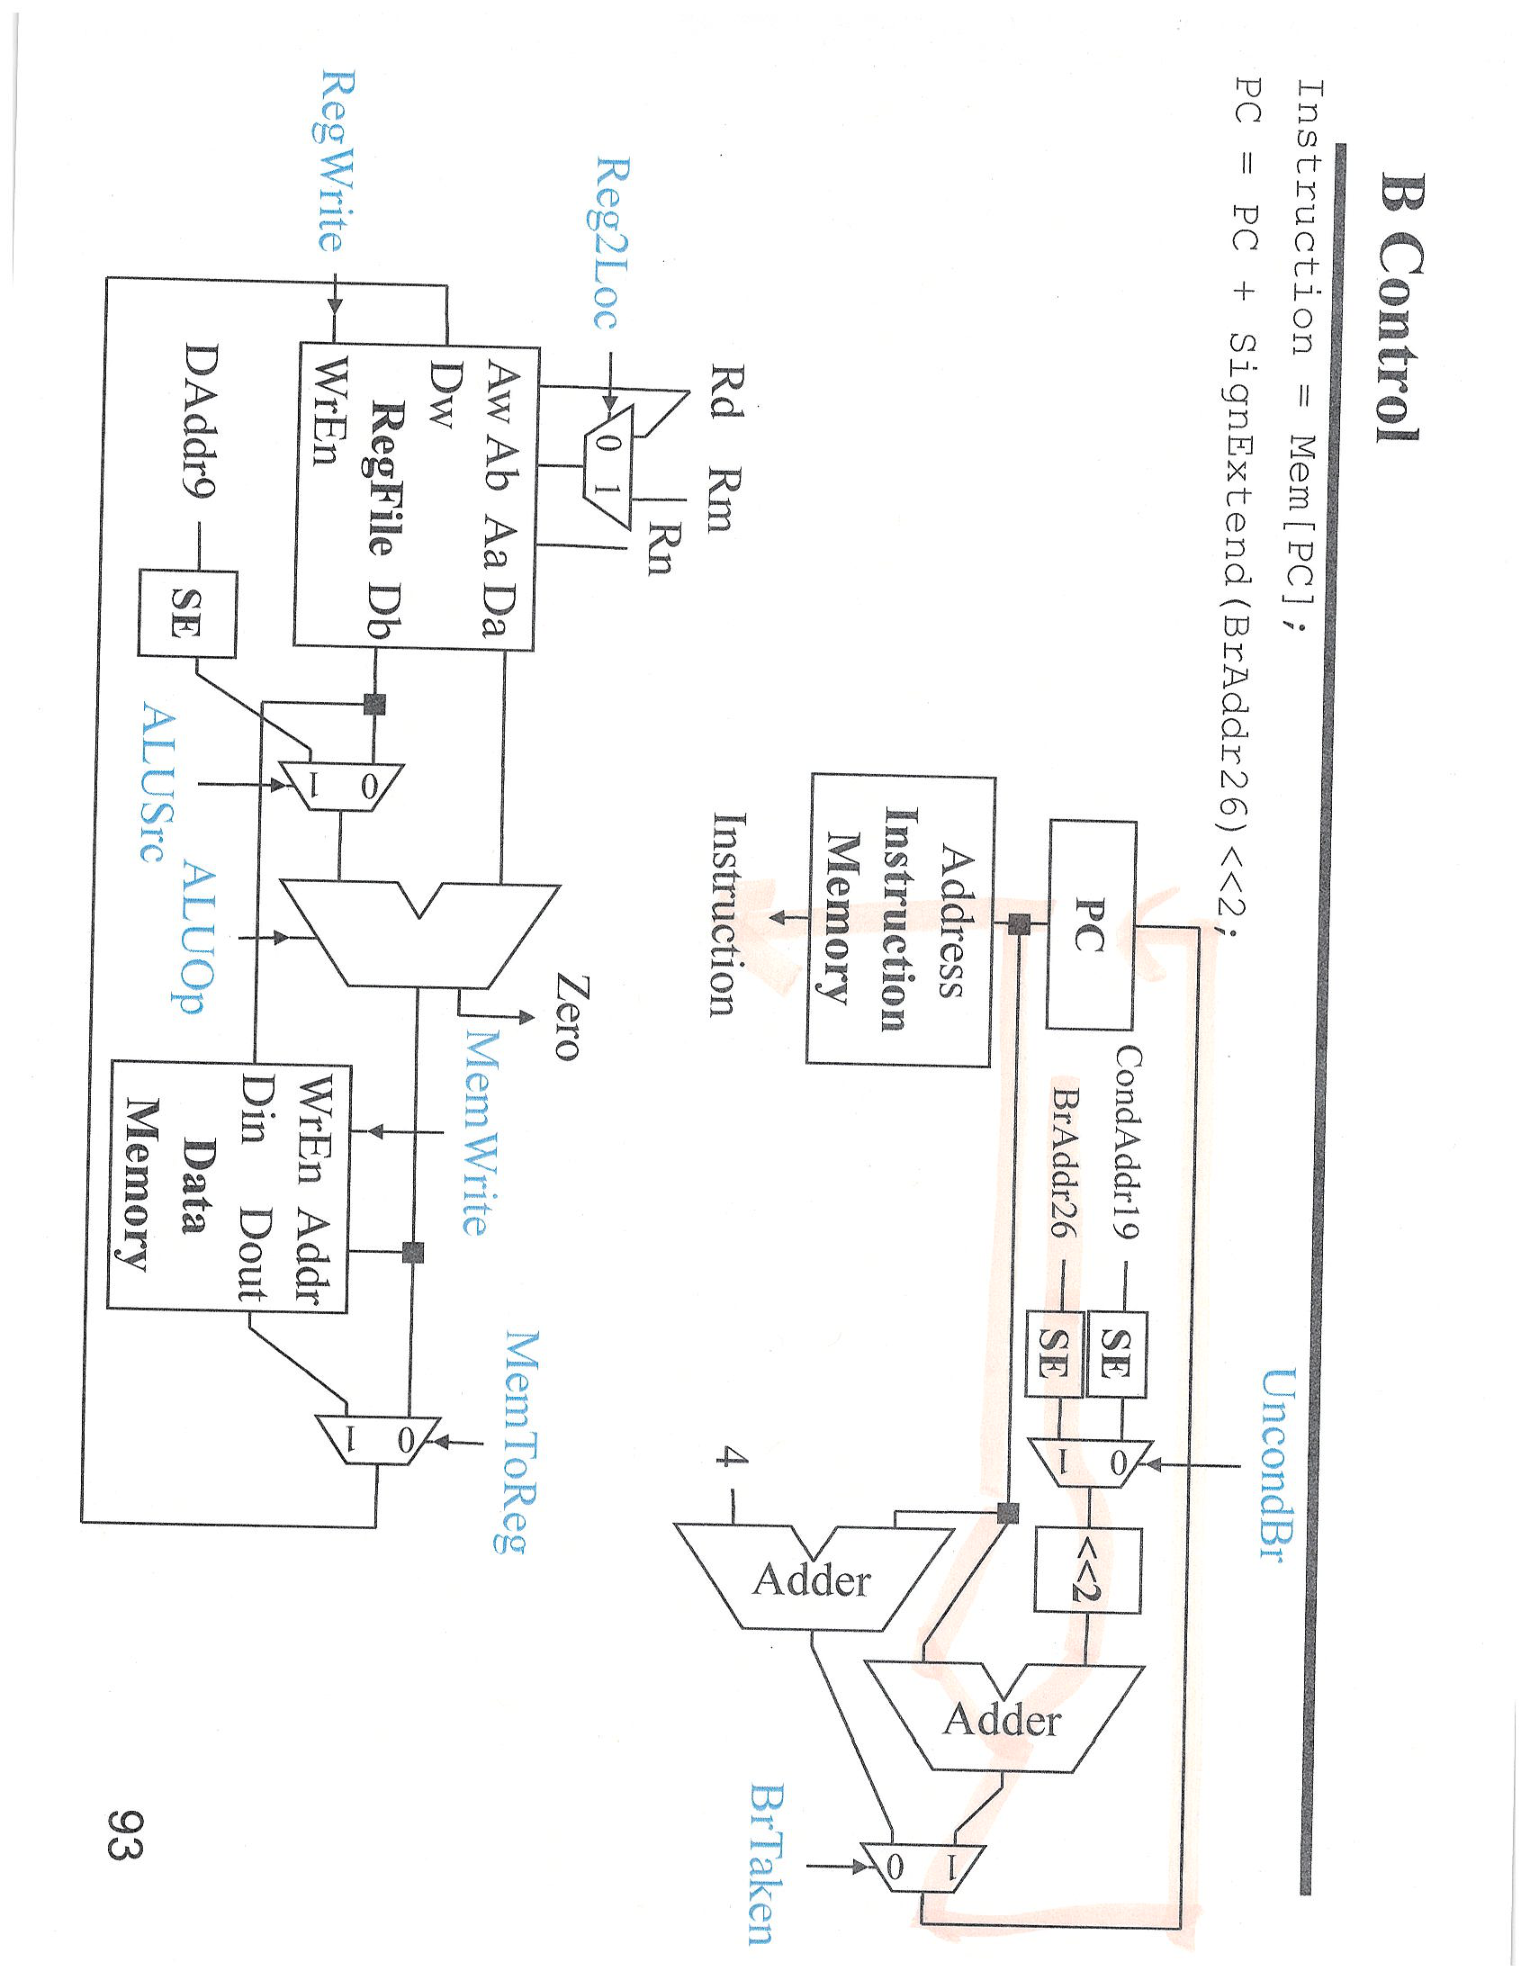 B Control
Instruction = Mem[PC];
PC = PC + SignExtend(BrAddr26)<<2;
UncondBr
CondAddr19
SE
0
BrAddr26
SE
1
<<2
PC
Address
Instruction
Memory
Instruction
Adder
1
0
4
Adder
BrTaken
Rd
Rm
Rn
Reg2Loc
0 1
Aw Ab Aa Da
Dw
RegFile Db
WrEn
RegWrite
DAddr9
SE
0
1
ALUSrc
ALUOp
Zero
MemWrite
WrEn Addr
Din Dout
Data
Memory
MemToReg
0
1
93